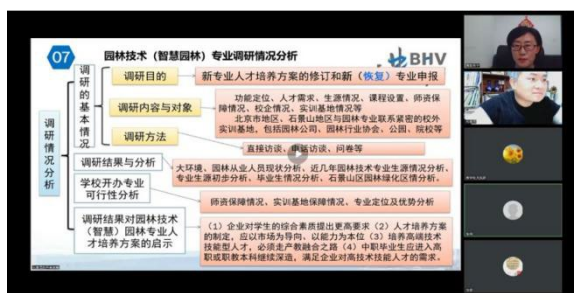 07
园林技术（智慧园林）专业调研情况分析
BHV
调研情况分析
调研的基本情况
调研目的
新专业人才培养方案的修订和新（恢复）专业申报
调研内容与对象
功能定位、人才需求、生源情况、课程设置、师资保
障情况、校企情况、实训基地情况等
北京市地区、石景山地区与园林专业联系紧密的校外
实训基地，包括园林公司、园林行业协会、公园、院校等
调研方法
直接访谈、电话访谈、问卷等
调研结果与分析
大环境、园林从业人员现状分析、近几年园林技术专业生源情况分析、
专业生源初步分析、毕业生情况分析、石景山区园林绿化区情分析。
学校开办专业
可行性分析
师资保障情况、实训基地保障情况、专业定位及优势分析
调研结果对园林技术
（智慧）园林专业人
才培养方案的启示
（1）企业对学生的综合素质提出更高要求（2）人才培养方案
的制定，应以市场为导向、以能力为本位（3）培养高端技术
技能型人才，必须走产教融合之路（4）中职毕业生应进入高
职或职教本科继续深造，满足企业对高技术技能人才的需求。